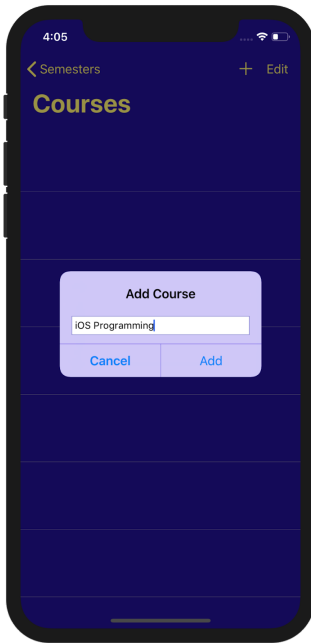 4:05
Semesters
Edit
Courses
Add Course
iOS Programming
Cancel
Add